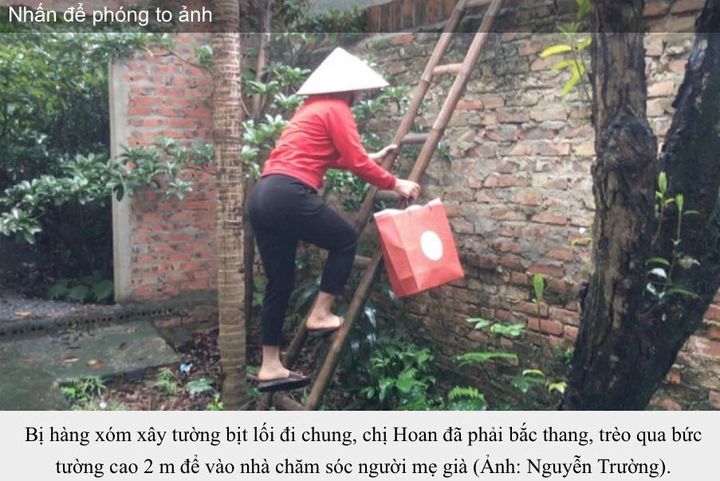 Nhấn để phóng to ảnh
Bị hàng xóm xây tường bịt lối đi chung, chị Hoan đã phải bắc thang, trèo qua bức
tường cao 2 m để vào nhà chăm sóc người mẹ già (Ảnh: Nguyễn Trường).